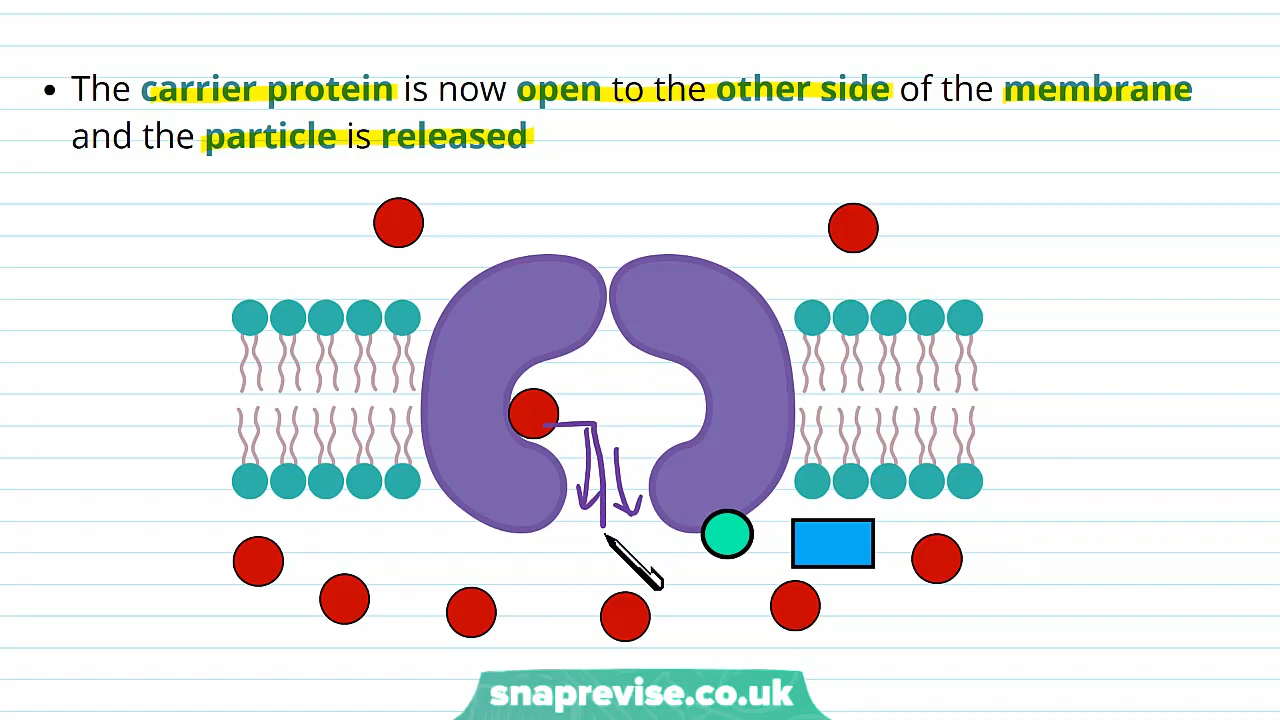 • The carrier protein is now open to the other side of the membrane
and the particle is released
snaprevise.co.uk